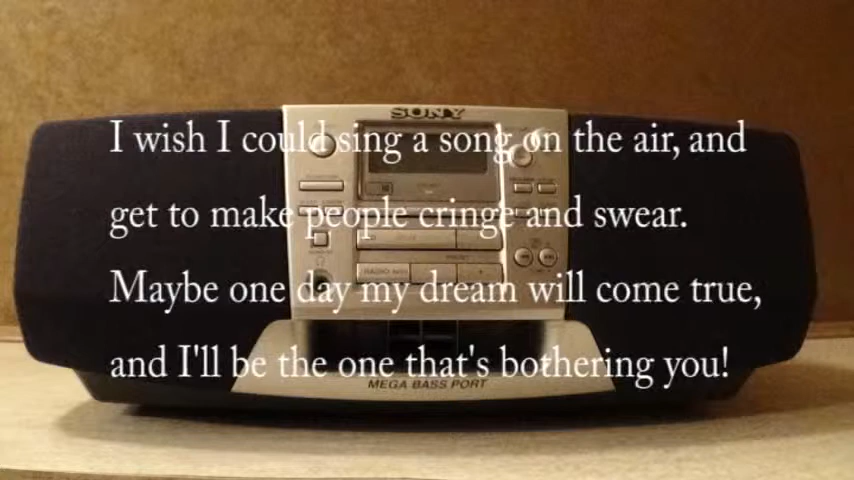 SONY
I wish I could sing a song on the air, and
get to make people cringe and swear.
Maybe one day my dream will come true,
and I'll be the one that's bothering you!
MEGA BASS PORT